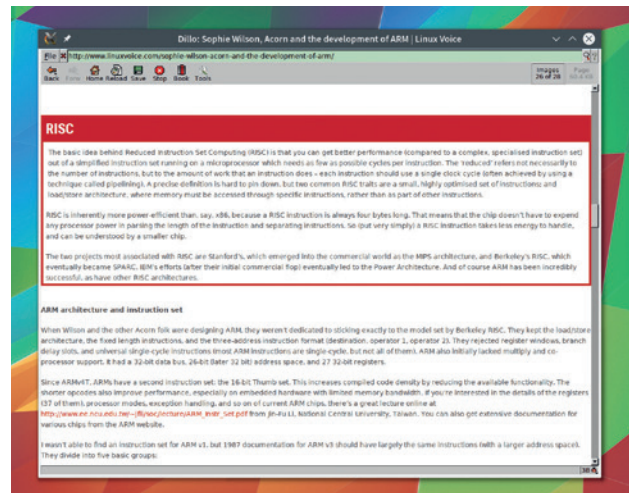 Dillo: Sophie Wilson, Acorn and the development of ARM | Linux Voice
File http://www.linuxvoice.com/sophie-wilson-acorn-and-the-development-of-arm/
Images
Page
26 of 28
Back Home Reload Save Stop Book Tools
RISC
The basic idea behind Reduced Instruction Set Computing (RISC) is that you can get better performance (compared to a complex, specialised instruction set)
out of a simplified instruction set running on a microprocessor which needs as few as possible cycles per instruction. The 'reduced' refers not necessarily to
the number of instructions, but to the amount of work that an instruction does – each instruction should use a single clock cycle (often achieved by using a
technique called pipelining). A precise definition is hard to pin down, but two common RISC traits are a small, highly optimised set of instructions; and
load/store architecture, where memory must be accessed through specific instructions, rather than as part of other instructions.
RISC is inherently more power-efficient than, say, x86, because a RISC instruction is always four bytes long. That means that the chip doesn't have to expend
any processor power in parsing the length of the instruction and separating instructions. So (put very simply) a RISC instruction takes less energy to handle,
and can be understood by a smaller chip.
The two projects most associated with RISC are Stanford's, which emerged into the commercial world as the MIPS architecture, and Berkeley's RISC, which
eventually became SPARC. IBM's efforts (after their initial commercial flop) eventually led to the Power Architecture. And of course ARM has been incredibly
successful, as have other RISC architectures.
ARM architecture and instruction set
When Wilson and the other Acorn folk were designing ARM, they weren't dedicated to sticking exactly to the model set by Berkeley RISC. They kept the load/store
architecture, the fixed length instructions, and the three-address instruction format (destination, operator 1, operator 2). They rejected register windows, branch
delay slots, and universal single-cycle instructions (most ARM instructions are single-cycle, but not all of them). ARM also initially lacked multiply and co-
processor support. It had a 32-bit data bus, 26-bit (later 32 bit) address space, and 27 32-bit registers.
Since ARMv4T, ARMs have a second instruction set: the 16-bit Thumb set. This increases compiled code density by reducing the available functionality. The
shorter opcodes also improve performance, especially on embedded hardware with limited memory bandwidth. If you're interested in the details of the registers
(37 of them), processor modes, exception handling, and so on of current ARM chips, there's a great lecture online at
http://www.ee.ncu.edu.tw/~jfli/soc/lecture/ARM_Instr_Set.pdf from Jin-Fu Li, National Central University, Taiwan. You can also get extensive documentation for
various chips from the ARM website.
I wasn't able to find an instruction set for ARM v1, but 1987 documentation for ARM v3 should have largely the same instructions (with a larger address space).
They divide into five basic groups: